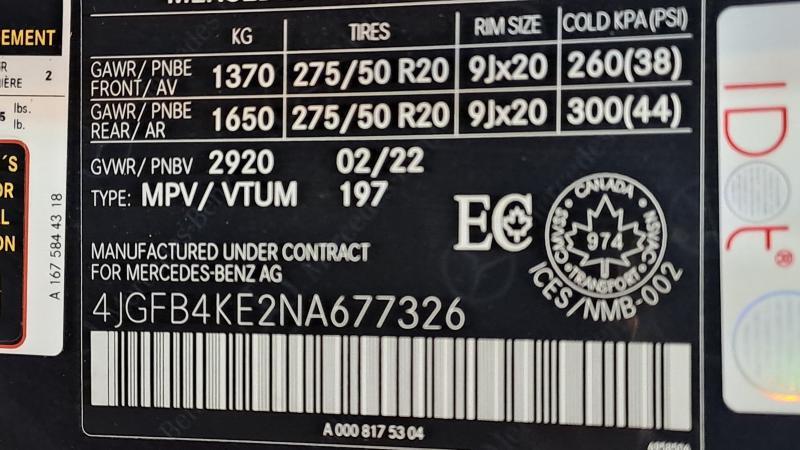 EMENT
2
lbs.
lb.
A 167 584 43 18
KG TIRES RIM SIZE COLD KPA (PSI)
GAWR/ PNBE FRONT/ AV 1370 275/50 R20 9Jx20 260(38)
GAWR/ PNBE REAR/ AR 1650 275/50 R20 9Jx20 300(44)
GVWR/ PNBV 2920 02/22
TYPE: MPV/ VTUM 197
EC
CANADA
974
TRANSPORT
ICES/NMB-002
MANUFACTURED UNDER CONTRACT
FOR MERCEDES-BENZ AG
4JGFB4KE2NA677326
A 000 817 53 04
IDot®